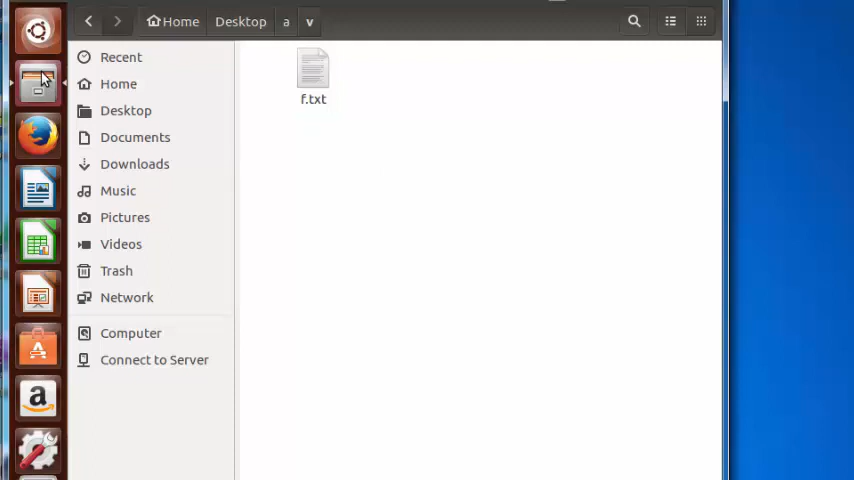 Home Desktop a v
Recent
Home
Desktop
Documents
Downloads
Music
Pictures
Videos
Trash
Network
Computer
Connect to Server
f.txt